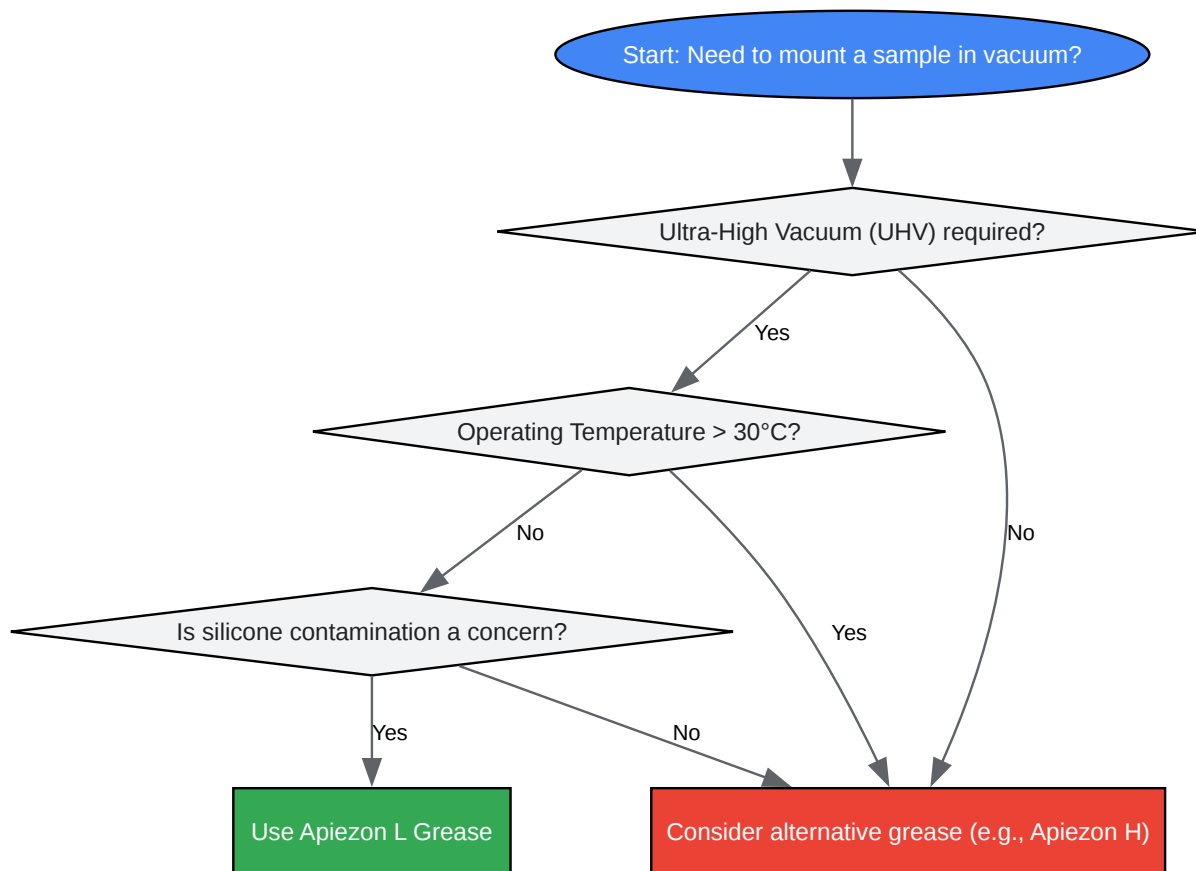 Start: Need to mount a sample in vacuum?
Ultra-High Vacuum (UHV) required?
Yes
Operating Temperature > 30°C?
No
No
Is silicone contamination a concern?
Yes
Yes
No
Use Apiezon L Grease
Consider alternative grease (e.g., Apiezon H)